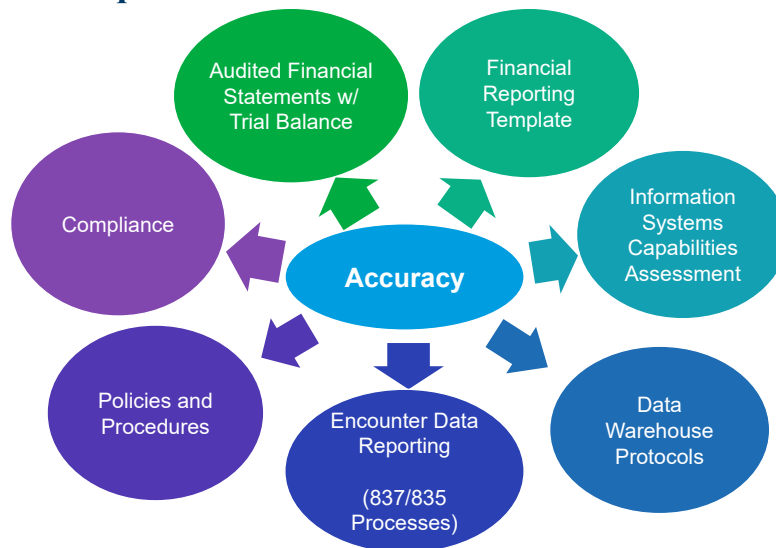 Audited Financial
Statements w/
Trial Balance
Financial
Reporting
Template
Compliance
Information
Systems
Capabilities
Assessment
Accuracy
Policies and
Procedures
Encounter Data
Reporting
(837/835
Processes)
Data
Warehouse
Protocols